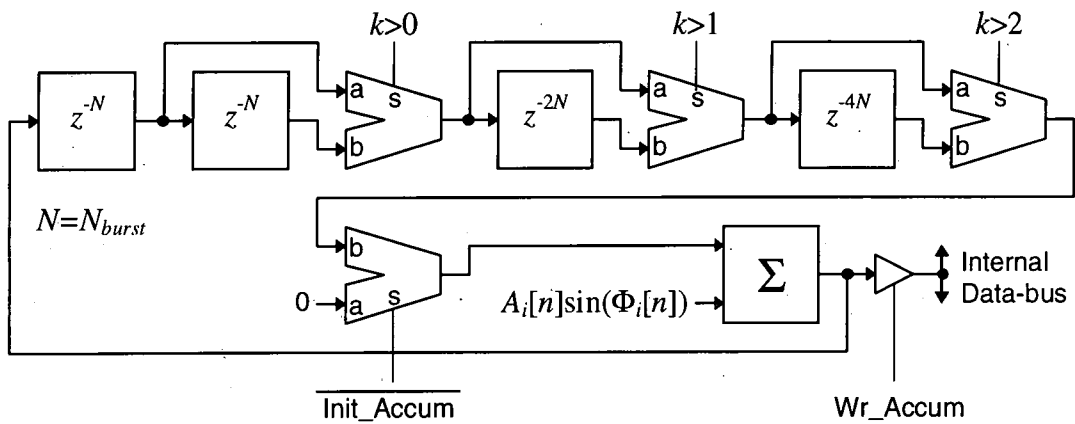 k>0
k>1
k>2
z^-N
z^-N
a
s
b
z^-2N
a
s
b
z^-4N
a
s
b
N=N_burst
b
0
a
s
A_i[n]sin(Φ_i[n])
Σ
Internal
Data-bus
Init_Accum
Wr_Accum